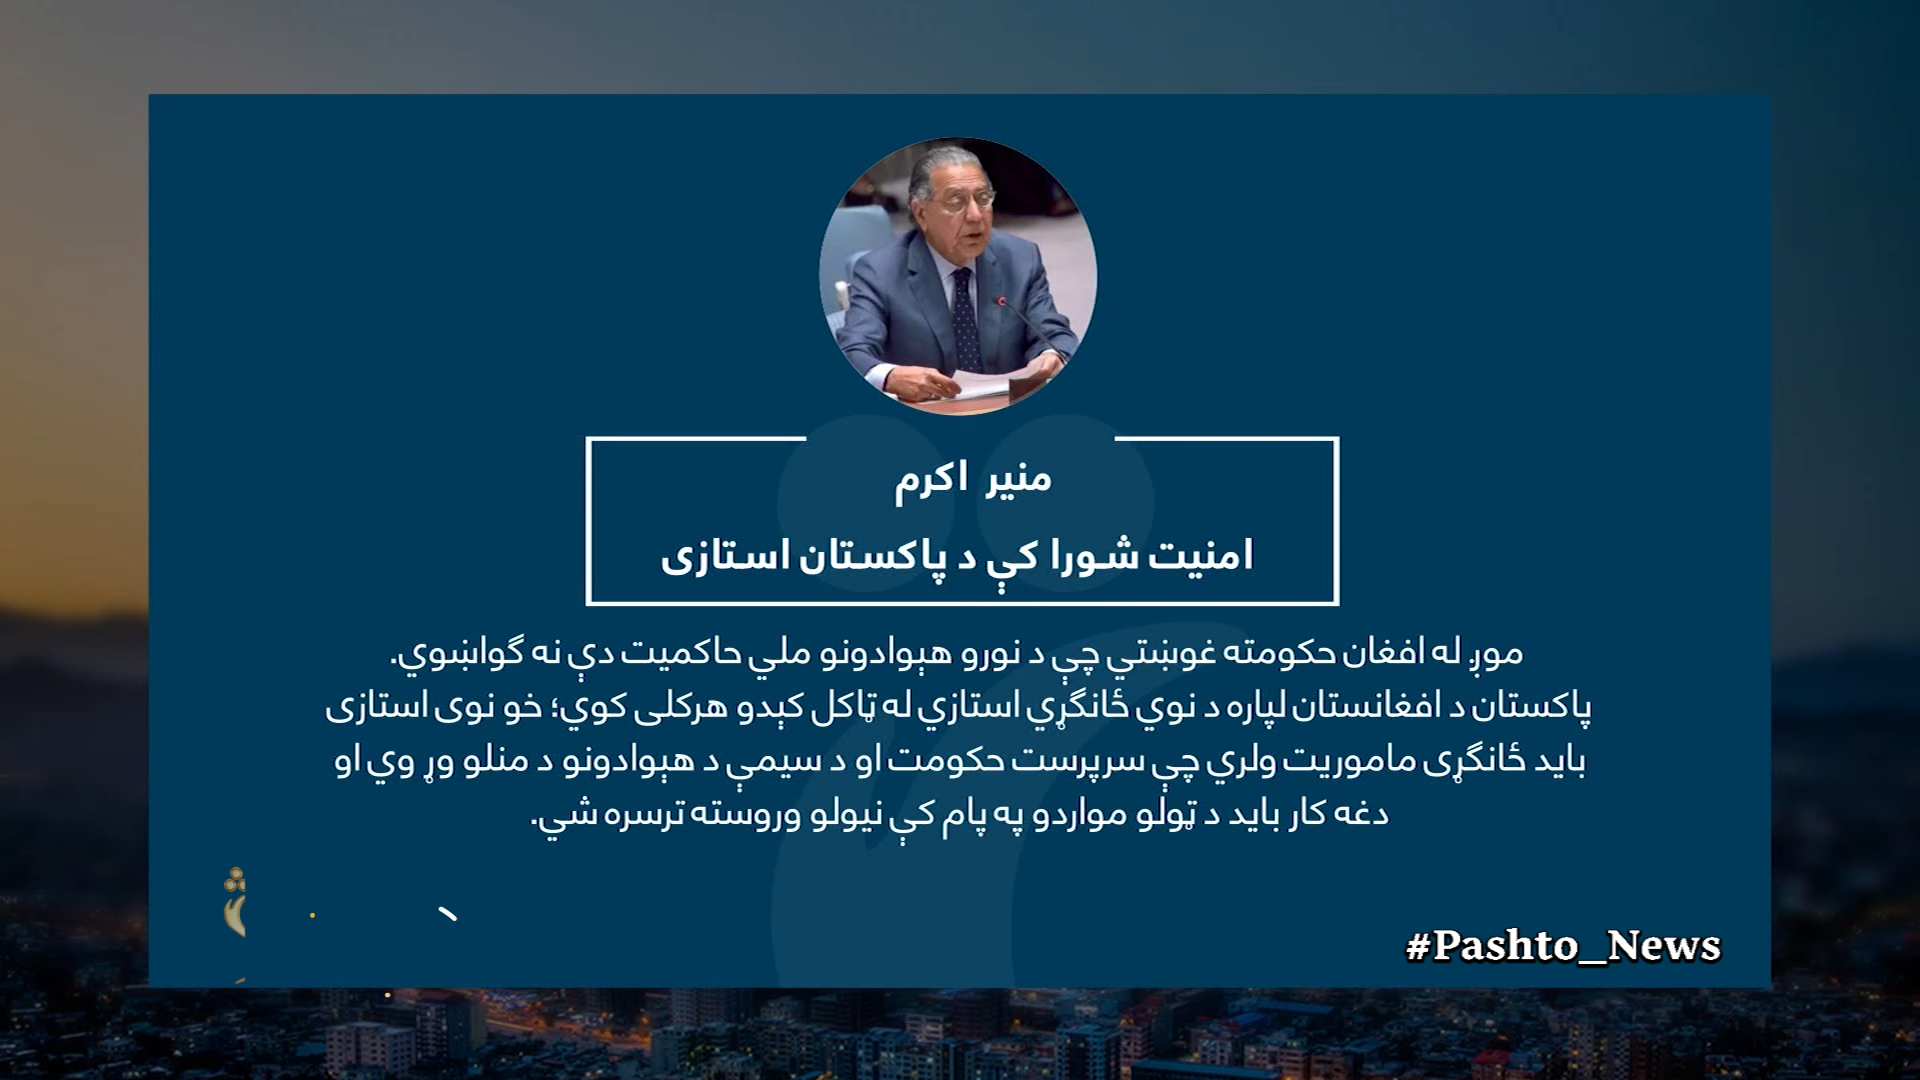 منیر اکرم
امنیت شورا کې د پاکستان استازی
موږ له افغان حکومته غوښتي چې د نورو هېوادونو ملي حاکمیت دې نه ګواښوي.
پاکستان د افغانستان لپاره د نوي ځانګړي استازي له ټاکل کېدو هرکلی کوي؛ خو نوی استازی
باید ځانګړی ماموریت ولري چې سرپرست حکومت او د سیمې د هېوادونو د منلو وړ وي او
دغه کار باید د ټولو مواردو په پام کې نیولو وروسته ترسره شي.
#Pashto_News